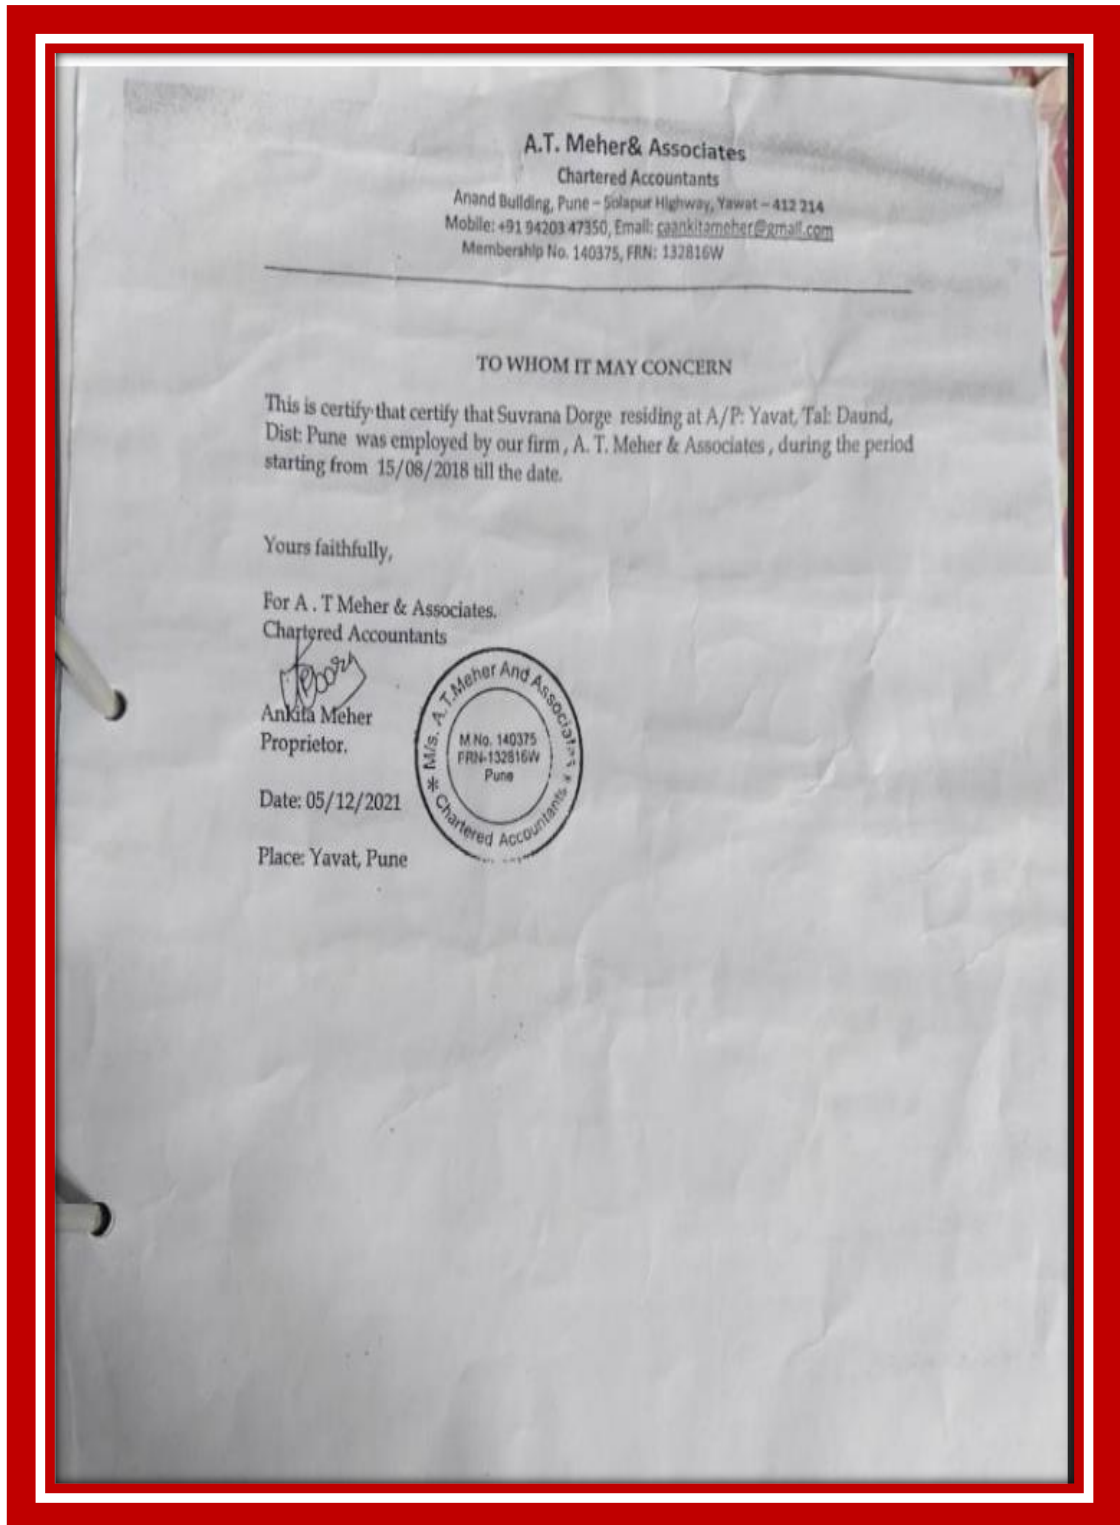 A.T. Meher& Associates
Chartered Accountants
Anand Building, Pune – Solapur Highway, Yawat – 412 214
Mobile: +91 94203 47350, Email: caankitameher@gmail.com
Membership No. 140375, FRN: 132816W
TO WHOM IT MAY CONCERN
This is certify that certify that Suvrana Dorge residing at A/P: Yavat, Tal: Daund,
Dist: Pune was employed by our firm , A. T. Meher & Associates , during the period
starting from 15/08/2018 till the date.
Yours faithfully,
For A . T Meher & Associates.
Chartered Accountants
Ankita Meher
Proprietor.
Date: 05/12/2021
Place: Yavat, Pune
* M/s. A.T.Meher And Associates *
Chartered Accountants
M No. 140375
FRN-132816W
Pune